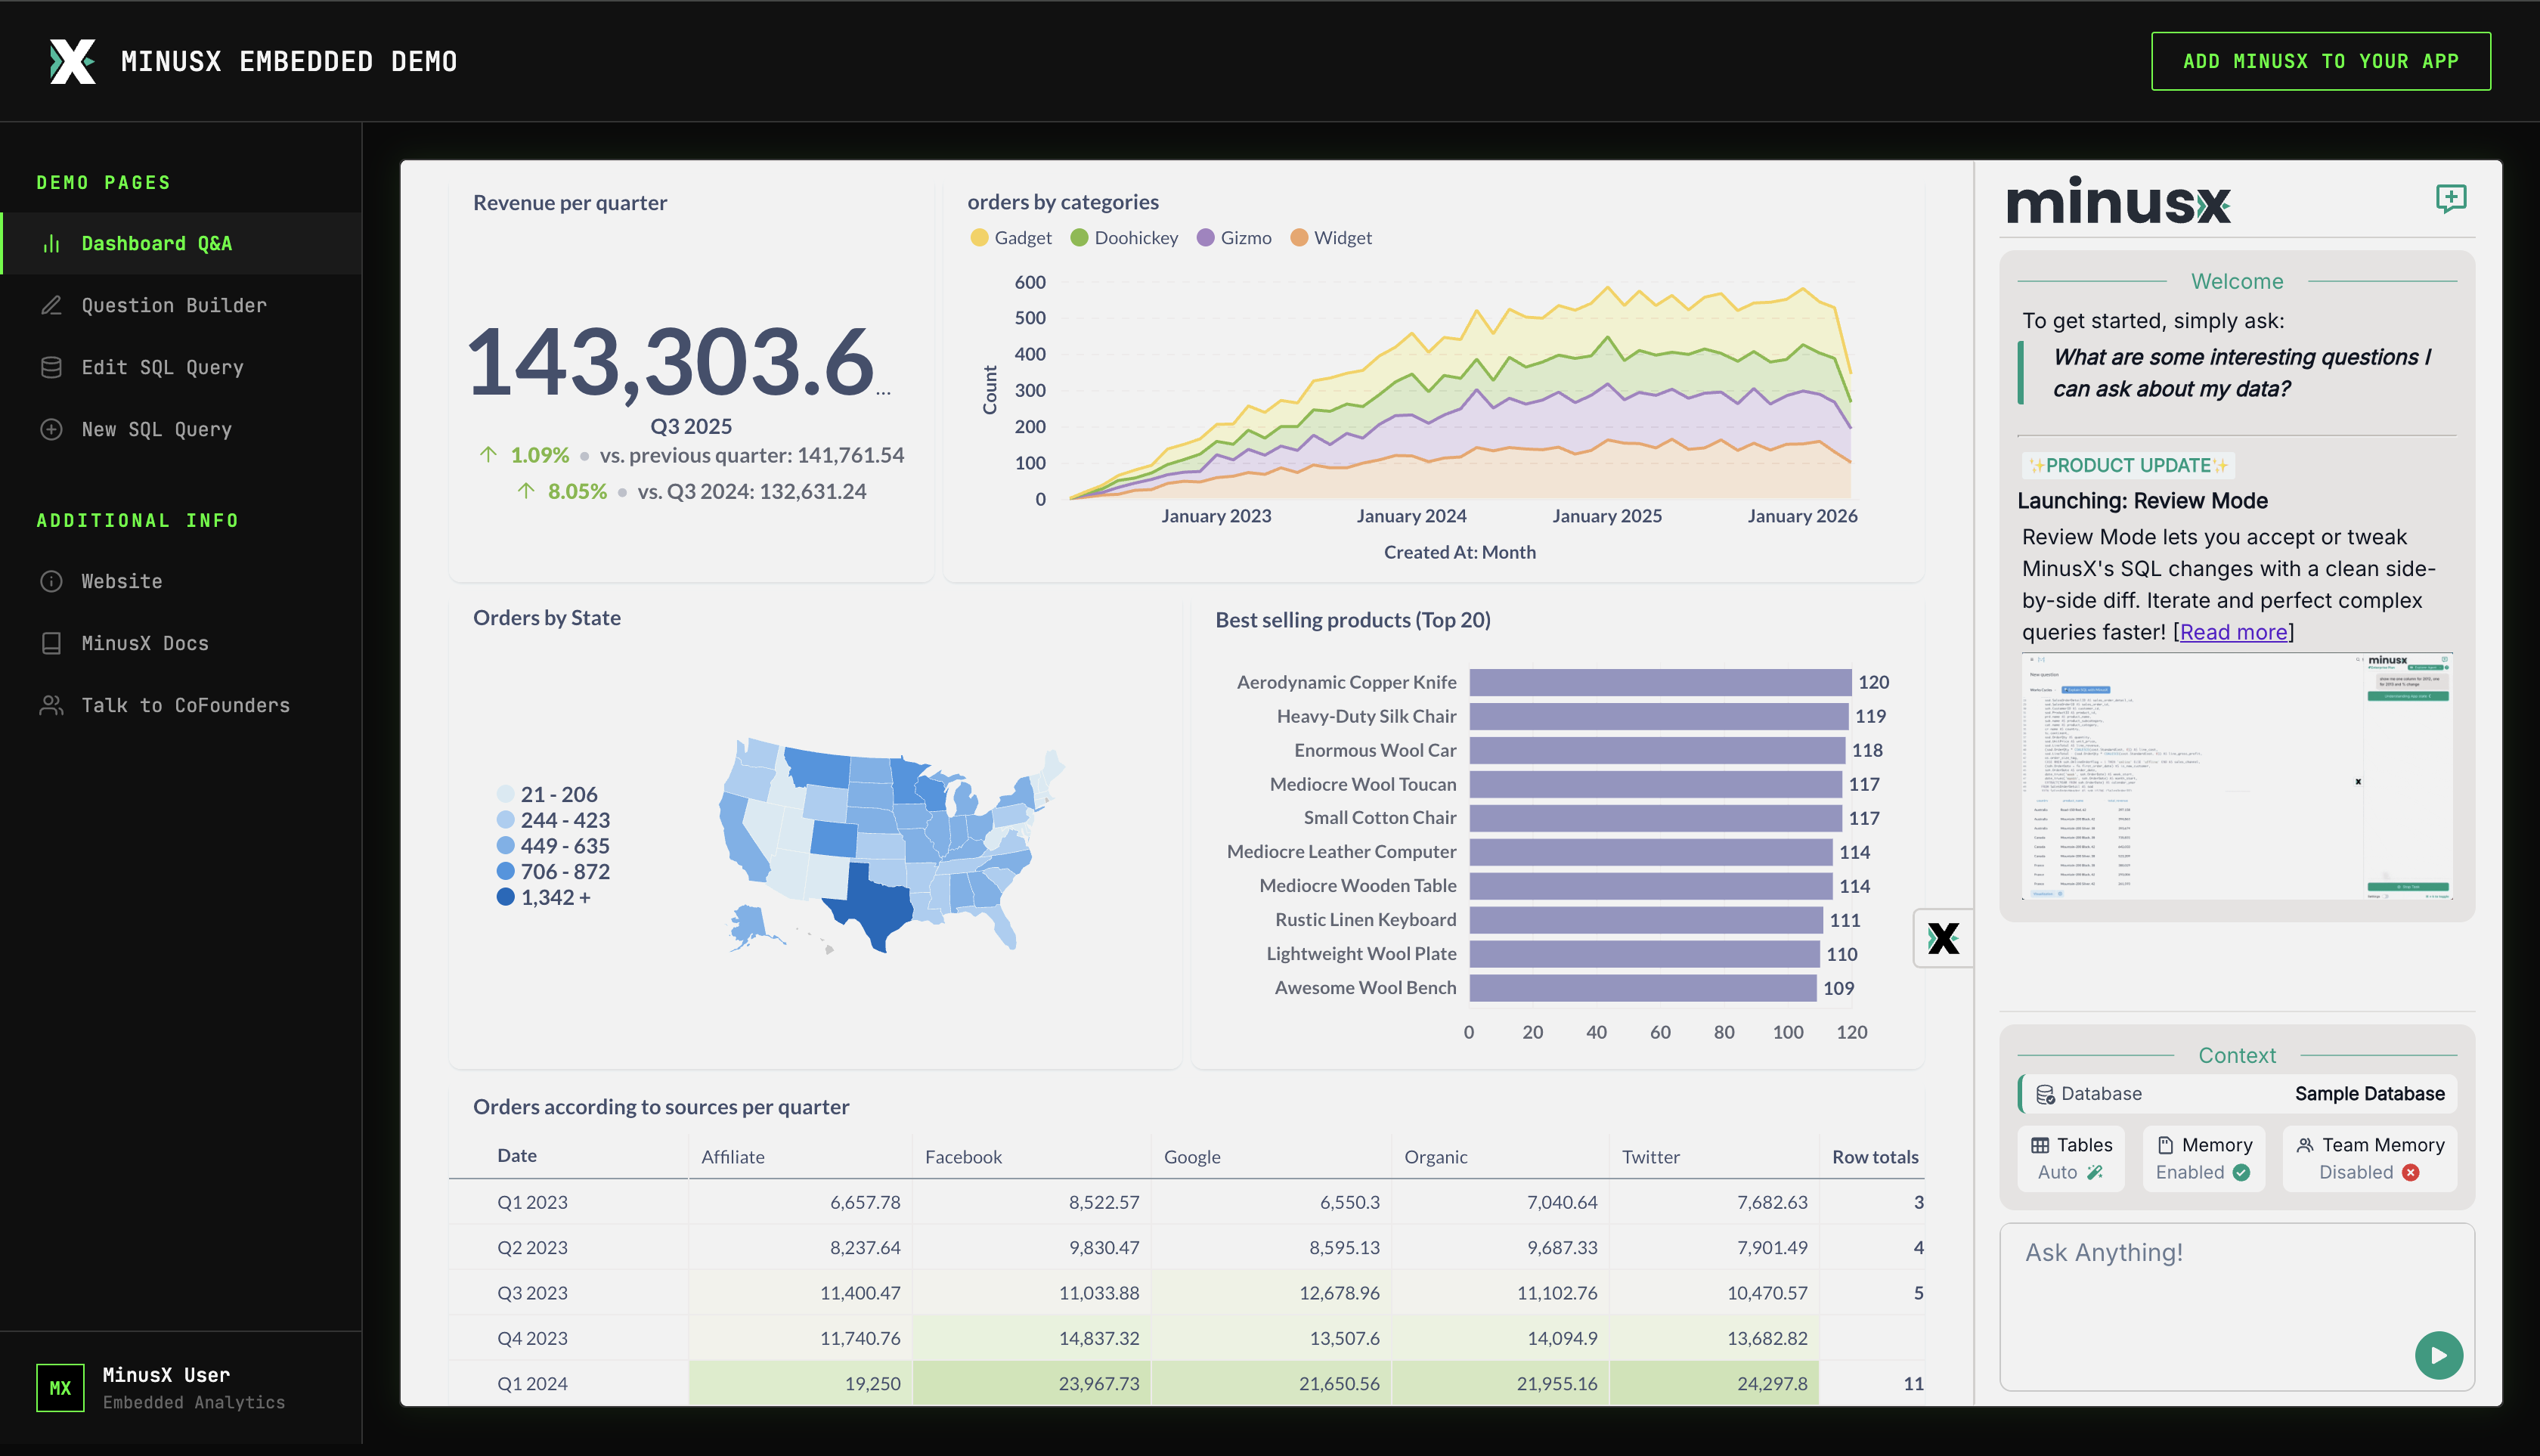 MINUSX EMBEDDED DEMO
ADD MINUSX TO YOUR APP
DEMO PAGES
Dashboard Q&A
Question Builder
Edit SQL Query
New SQL Query
ADDITIONAL INFO
Website
MinusX Docs
Talk to CoFounders
MX
MinusX User
Embedded Analytics
Revenue per quarter
143,303.6...
Q3 2025
↑ 1.09% • vs. previous quarter: 141,761.54
↑ 8.05% • vs. Q3 2024: 132,631.24
orders by categories
Gadget Doohickey Gizmo Widget
600
500
400
300
200
100
0
Count
January 2023 January 2024 January 2025 January 2026
Created At: Month
Orders by State
21 - 206
244 - 423
449 - 635
706 - 872
1,342 +
Best selling products (Top 20)
Aerodynamic Copper Knife 120
Heavy-Duty Silk Chair 119
Enormous Wool Car 118
Mediocre Wool Toucan 117
Small Cotton Chair 117
Mediocre Leather Computer 114
Mediocre Wooden Table 114
Rustic Linen Keyboard 111
Lightweight Wool Plate 110
Awesome Wool Bench 109
0 20 40 60 80 100 120
Orders according to sources per quarter
Date Affiliate Facebook Google Organic Twitter Row totals
Q1 2023 6,657.78 8,522.57 6,550.3 7,040.64 7,682.63 3
Q2 2023 8,237.64 9,830.47 8,595.13 9,687.33 7,901.49 4
Q3 2023 11,400.47 11,033.88 12,678.96 11,102.76 10,470.57 5
Q4 2023 11,740.76 14,837.32 13,507.6 14,094.9 13,682.82
Q1 2024 19,250 23,967.73 21,650.56 21,955.16 24,297.8 11
minusx
Welcome
To get started, simply ask:
What are some interesting questions I
can ask about my data?
✨PRODUCT UPDATE✨
Launching: Review Mode
Review Mode lets you accept or tweak
MinusX's SQL changes with a clean side-
by-side diff. Iterate and perfect complex
queries faster! [Read more]
minusx
New question
Context
Database Sample Database
Tables
Auto
Memory
Enabled
Team Memory
Disabled
Ask Anything!